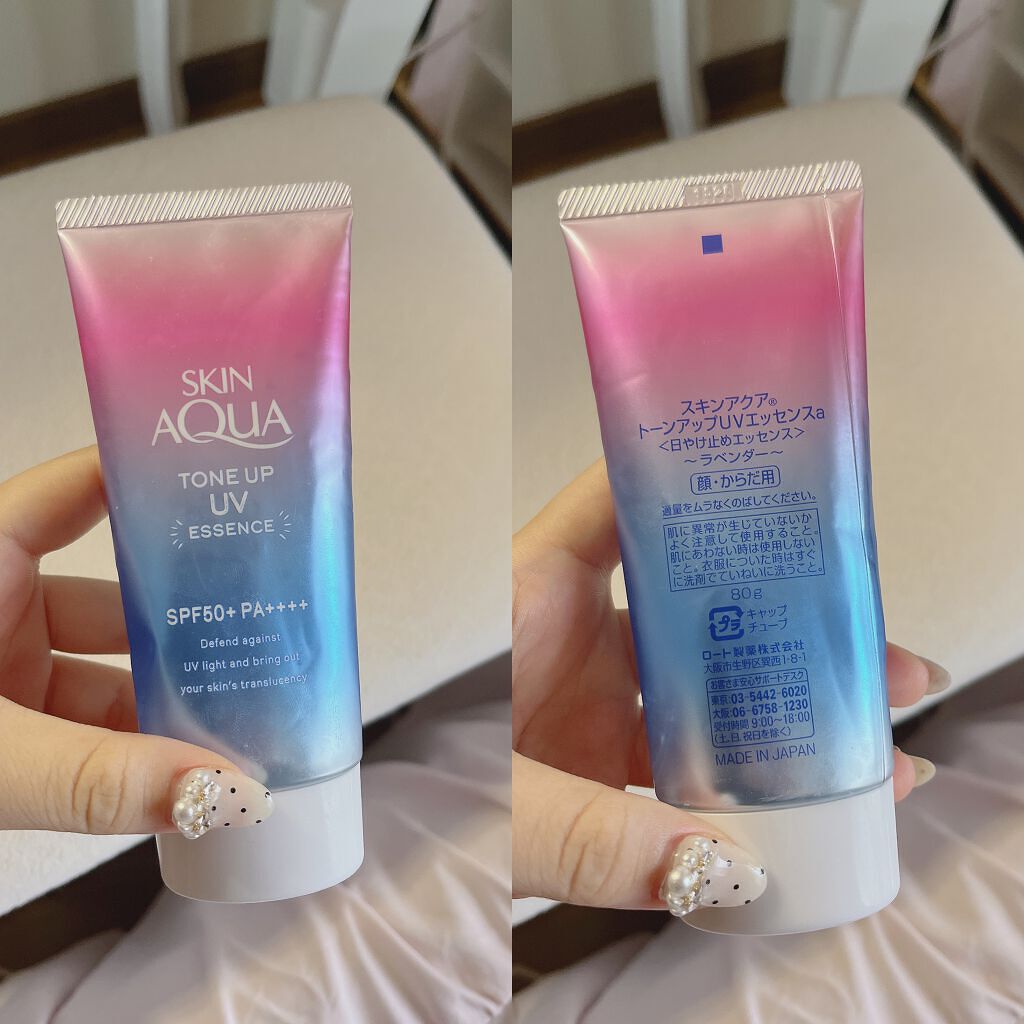 SKIN
AQUA
TONE UP
UV
ESSENCE
SPF50+ PA++++
Defend against
UV light and bring out
your skin's translucency
スキンアクア®
トーンアップUVエッセンスa
<日やけ止めエッセンス>
～ラベンダー～
顔・からだ用
適量をムラなくのばしてください。
肌に異常が生じていないか
よく注意して使用すること。
肌にあわない時は使用しない
こと。衣服についた時はすぐ
に洗剤でていねいに洗うこと。
80g
プラ
キャップ
チューブ
ロート製薬株式会社
大阪市生野区巽西1-8-1
お客さま安心サポートデスク
東京:03-5442-6020
大阪:06-6758-1230
受付時間 9:00～18:00
(土、日、祝日を除く)
MADE IN JAPAN